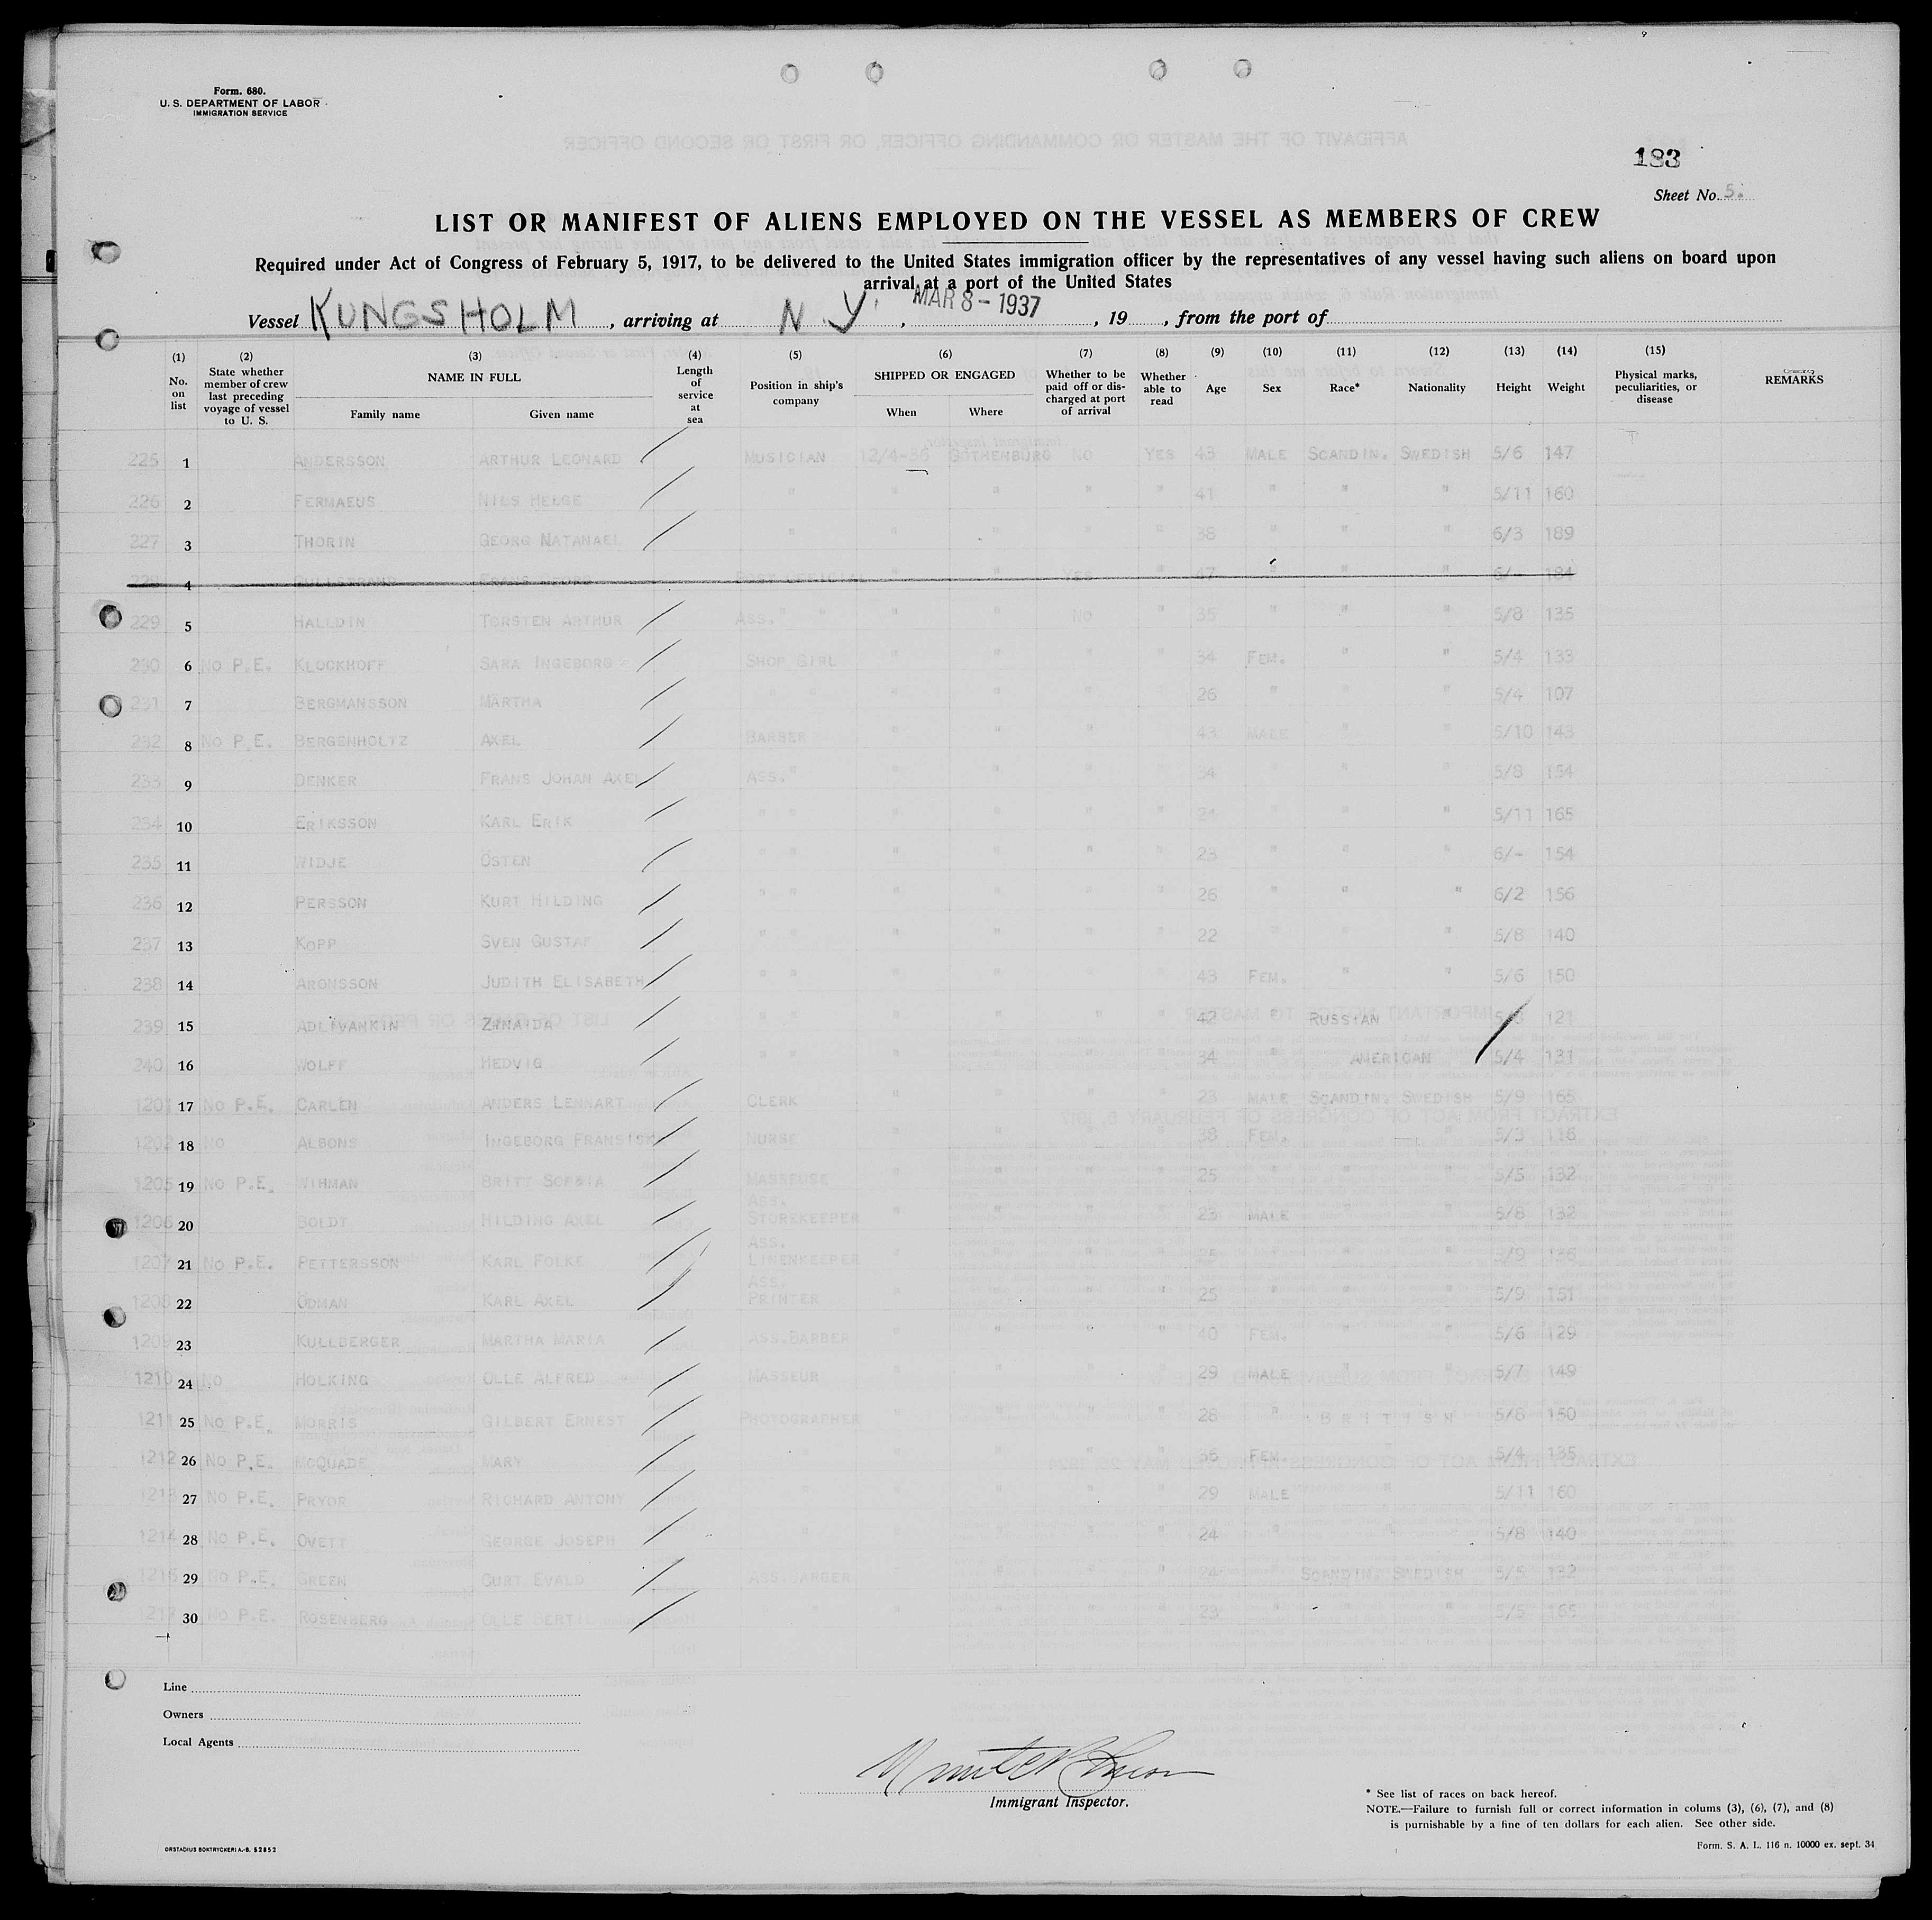 Form. 680.
U. S. DEPARTMENT OF LABOR
IMMIGRATION SERVICE
183
Sheet No. 5.
LIST OR MANIFEST OF ALIENS EMPLOYED ON THE VESSEL AS MEMBERS OF CREW
Required under Act of Congress of February 5, 1917, to be delivered to the United States immigration officer by the representatives of any vessel having such aliens on board upon
arrival at a port of the United States
Vessel KUNGSHOLM, arriving at N.Y., MAR 8 - 1937, 19, from the port of
(1) (2) (3) (4) (5) (6) (7) (8) (9) (10) (11) (12) (13) (14) (15)
No. on list State whether member of crew last preceding voyage of vessel to U. S. NAME IN FULL Family name Given name Length of service at sea Position in ship's company SHIPPED OR ENGAGED When Where Whether to be paid off or discharged at port of arrival Whether able to read Age Sex Race* Nationality Height Weight Physical marks, peculiarities, or disease REMARKS
225 1 ANDERSSON ARTHUR LEONARD MUSICIAN 12/4-36 GOTHENBURG NO YES 43 MALE SCANDIN. SWEDISH 5/6 147
226 2 FERMAEUS NILS HELGE " " " " " 41 " " " 5/11 160
227 3 THORIN GEORG NATANAEL " " " " " 38 " " " 6/3 189
4 POST OFFICIAL " " YES " 47 " " " 6/- 184
229 5 HALLDIN TORSTEN ARTHUR ASS. " " " " NO " 35 " " " 5/8 135
230 6 NO P.E. KLOCKHOFF SARA INGEBORG SHOP GIRL " " " " 34 FEM. " " 5/4 133
231 7 BERGMANSSON MÄRTHA " " " " " " 26 " " " 5/4 107
232 8 NO P.E. BERGENHOLTZ AXEL BARBER " " " " 43 MALE " " 5/10 143
233 9 DENKER FRANS JOHAN AXEL ASS. " " " " " 34 " " " 5/8 154
234 10 ERIKSSON KARL ERIK " " " " " " 24 " " " 5/11 165
235 11 WIDJE ÖSTEN " " " " " " 23 " " " 6/- 154
236 12 PERSSON KURT HILDING " " " " " " 26 " " " 6/2 156
237 13 KOPP SVEN GUSTAF " " " " " " 22 " " " 5/8 140
238 14 ARONSSON JUDITH ELISABETH " " " " " " 43 FEM. " " 5/6 150
239 15 ADLIVANKIN ZINAIDA " " " " " " 42 " RUSSIAN " 121
240 16 WOLFF HEDVIG " " " " " " 34 " AMERICAN 5/4 131
1201 17 NO P.E. CARLÉN ANDERS LENNART CLERK " " " " 23 MALE SCANDIN. SWEDISH 5/9 165
1202 18 NO ALBONS INGEBORG NURSE " " " " 38 FEM. " 5/3 116
1205 19 NO P.E. WIHMAN BRITT SOFIA MASSEUSE " " " " 25 " " " 5/5 132
1206 20 BOLDT HILDING AXEL ASS. STOREKEEPER " " " " 23 MALE " " 5/8 132
1207 21 NO P.E. PETTERSSON KARL FOLKE ASS. LINENKEEPER " " " " 25 " " " 5/9 136
1208 22 ÖDMAN KARL AXEL ASS. PRINTER " " " " 25 " " " 5/9 151
1209 23 KULLBERGER MARTHA MARIA ASS.BARBER " " " " 40 FEM. " " 5/6 129
1210 24 NO HOLKING OLLE ALFRED MASSEUR " " " " 29 MALE " " 5/7 149
1211 25 NO P.E. MORRIS GILBERT ERNEST PHOTOGRAPHER " " " " 28 " BRITISH 5/8 150
1212 26 NO P.E. MCQUADE MARY " " " " " 36 FEM. " 5/4 135
1213 27 NO P.E. PRYOR RICHARD ANTONY " " " " " 29 MALE " 5/11 160
1214 28 NO P.E. OVETT GEORGE JOSEPH " " " " " 24 " " 5/8 140
1216 29 NO P.E. GREEN CURT EVALD ASS.BARBER " " " " 24 " SCANDIN. SWEDISH 5/5 132
1217 30 NO P.E. ROSENBERG OLLE BERTIL " " " " " 23 " " " 5/5 165
Line
Owners
Local Agents
Immigrant Inspector.
* See list of races on back hereof.
NOTE.—Failure to furnish full or correct information in colums (3), (6), (7), and (8)
is punishable by a fine of ten dollars for each alien. See other side.
ORSTADIUS BOKTRYCKERI A.-B. 52852
Form. S. A. L. 116 n. 10000 ex. sept. 34